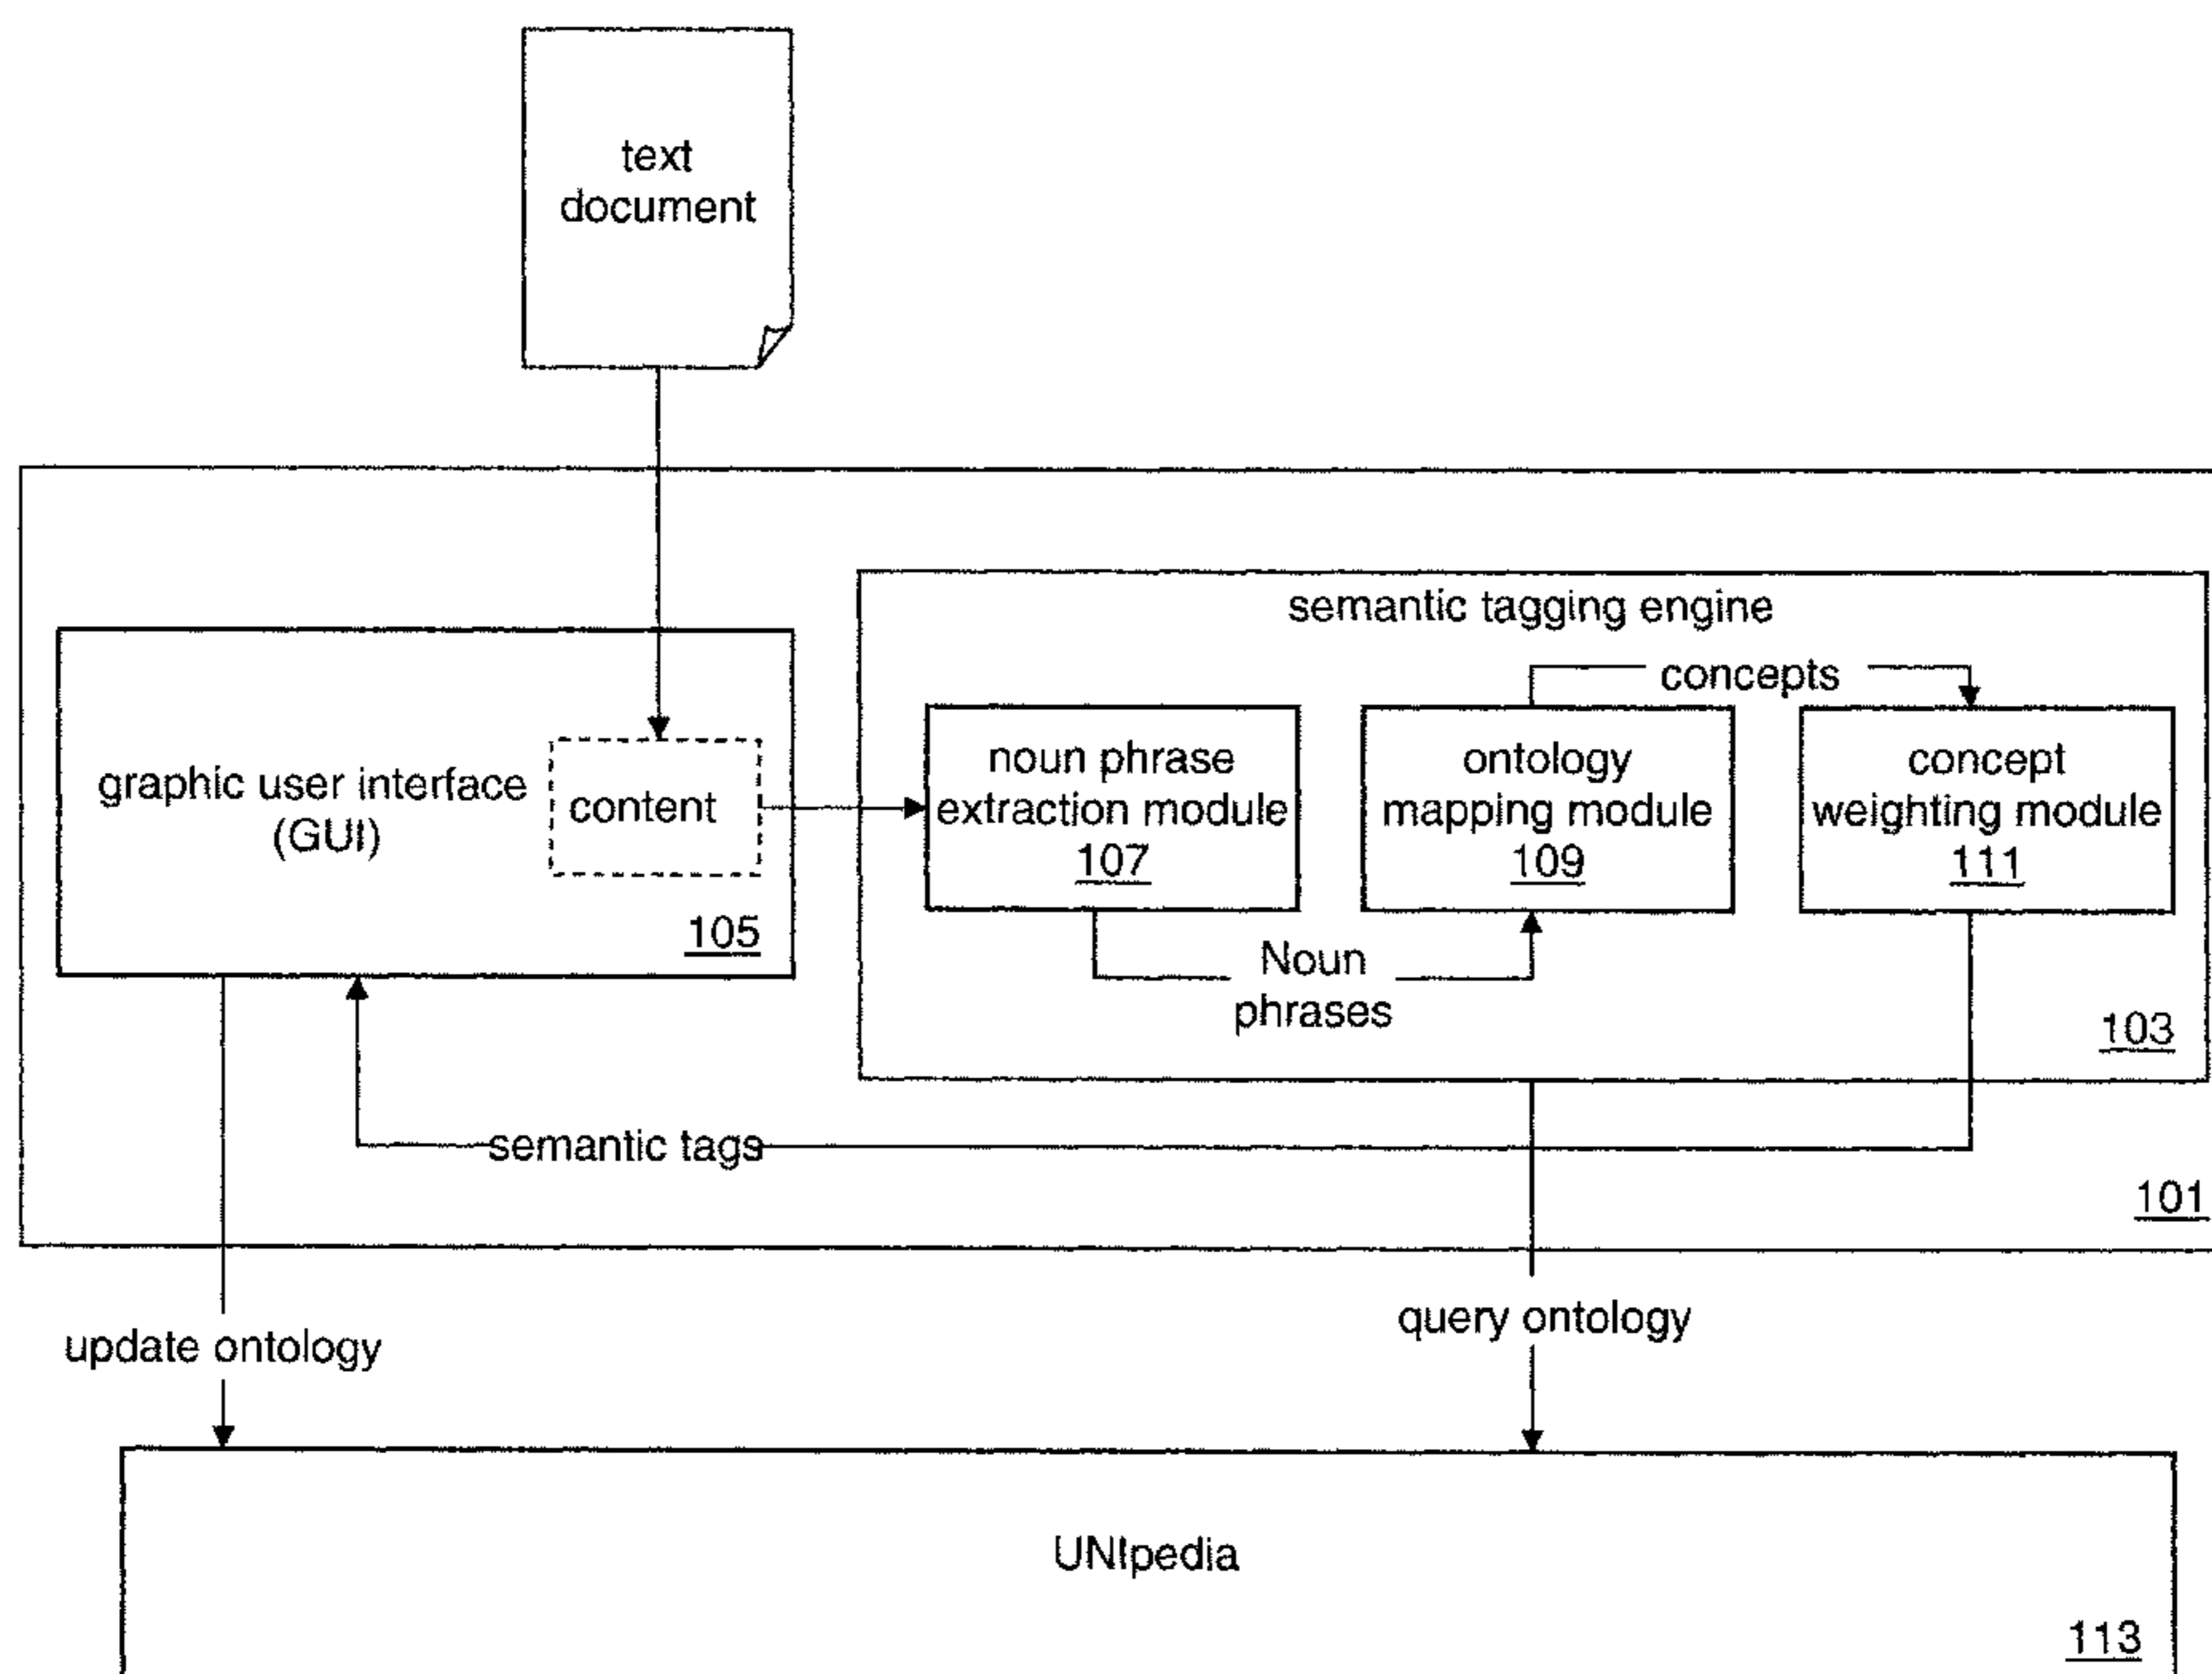 text
document
semantic tagging engine
concepts
graphic user interface
(GUI)
content
105
noun phrase
extraction module
107
ontology
mapping module
109
concept
weighting module
111
Noun
phrases
103
semantic tags
101
update ontology
query ontology
UNIpedia
113